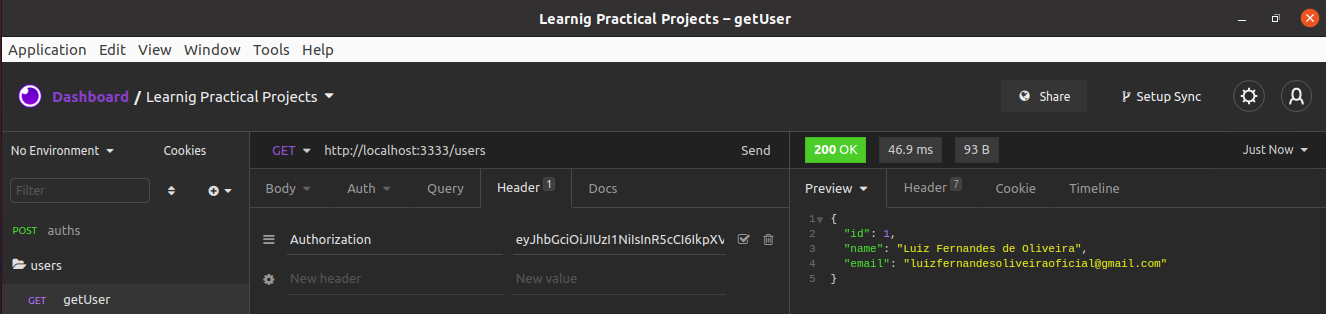 Learnig Practical Projects – getUser
Application Edit View Window Tools Help
Dashboard / Learnig Practical Projects
Share
Setup Sync
No Environment
Cookies
GET http://localhost:3333/users
Send
200 OK
46.9 ms
93 B
Just Now
Filter
Body
Auth
Query
Header 1
Docs
Preview
Header 7
Cookie
Timeline
POST auths
users
GET getUser
Authorization
eyJhbGciOiJIUzI1NiIsInR5cCI6IkpXV
New header
New value
1 {
2 "id": 1,
3 "name": "Luiz Fernandes de Oliveira",
4 "email": "luizfernandesoliveiraoficial@gmail.com"
5 }